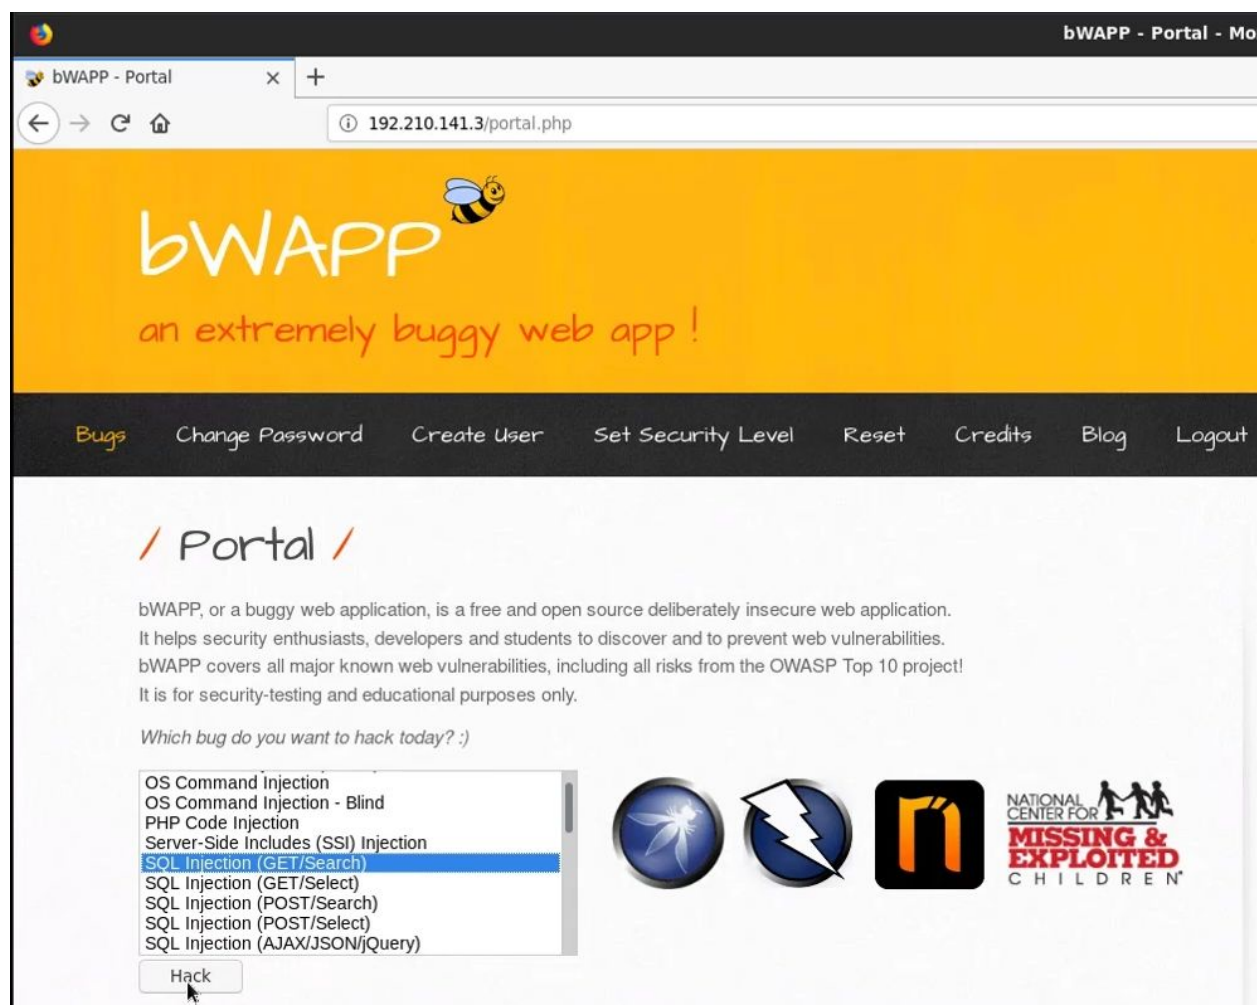 bWAPP - Portal - Mo
bWAPP - Portal
192.210.141.3/portal.php
bWAPP
an extremely buggy web app !
Bugs Change Password Create User Set Security Level Reset Credits Blog Logout
/ Portal /
bWAPP, or a buggy web application, is a free and open source deliberately insecure web application.
It helps security enthusiasts, developers and students to discover and to prevent web vulnerabilities.
bWAPP covers all major known web vulnerabilities, including all risks from the OWASP Top 10 project!
It is for security-testing and educational purposes only.
Which bug do you want to hack today? :)
OS Command Injection
OS Command Injection - Blind
PHP Code Injection
Server-Side Includes (SSI) Injection
SQL Injection (GET/Search)
SQL Injection (GET/Select)
SQL Injection (POST/Search)
SQL Injection (POST/Select)
SQL Injection (AJAX/JSON/jQuery)
Hack
n
NATIONAL
CENTER FOR
MISSING &
EXPLOITED
CHILDREN